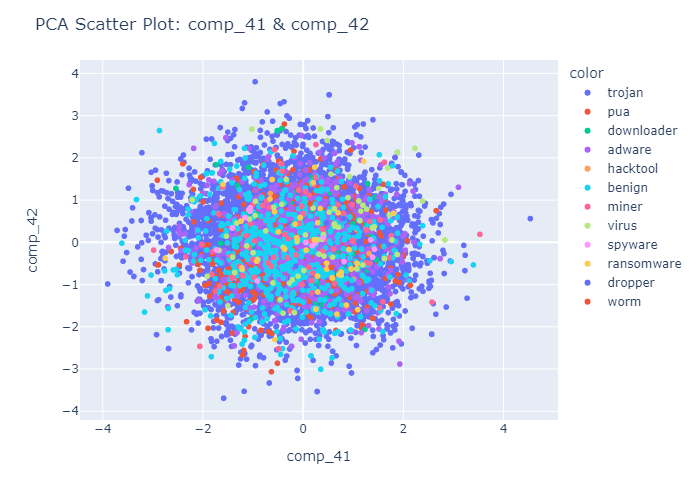 PCA Scatter Plot: comp_41 & comp_42
color
trojan
pua
downloader
adware
hacktool
benign
miner
virus
spyware
ransomware
dropper
worm
4
3
2
1
0
−1
−2
−3
−4
comp_42
−4 −2 0 2 4
comp_41